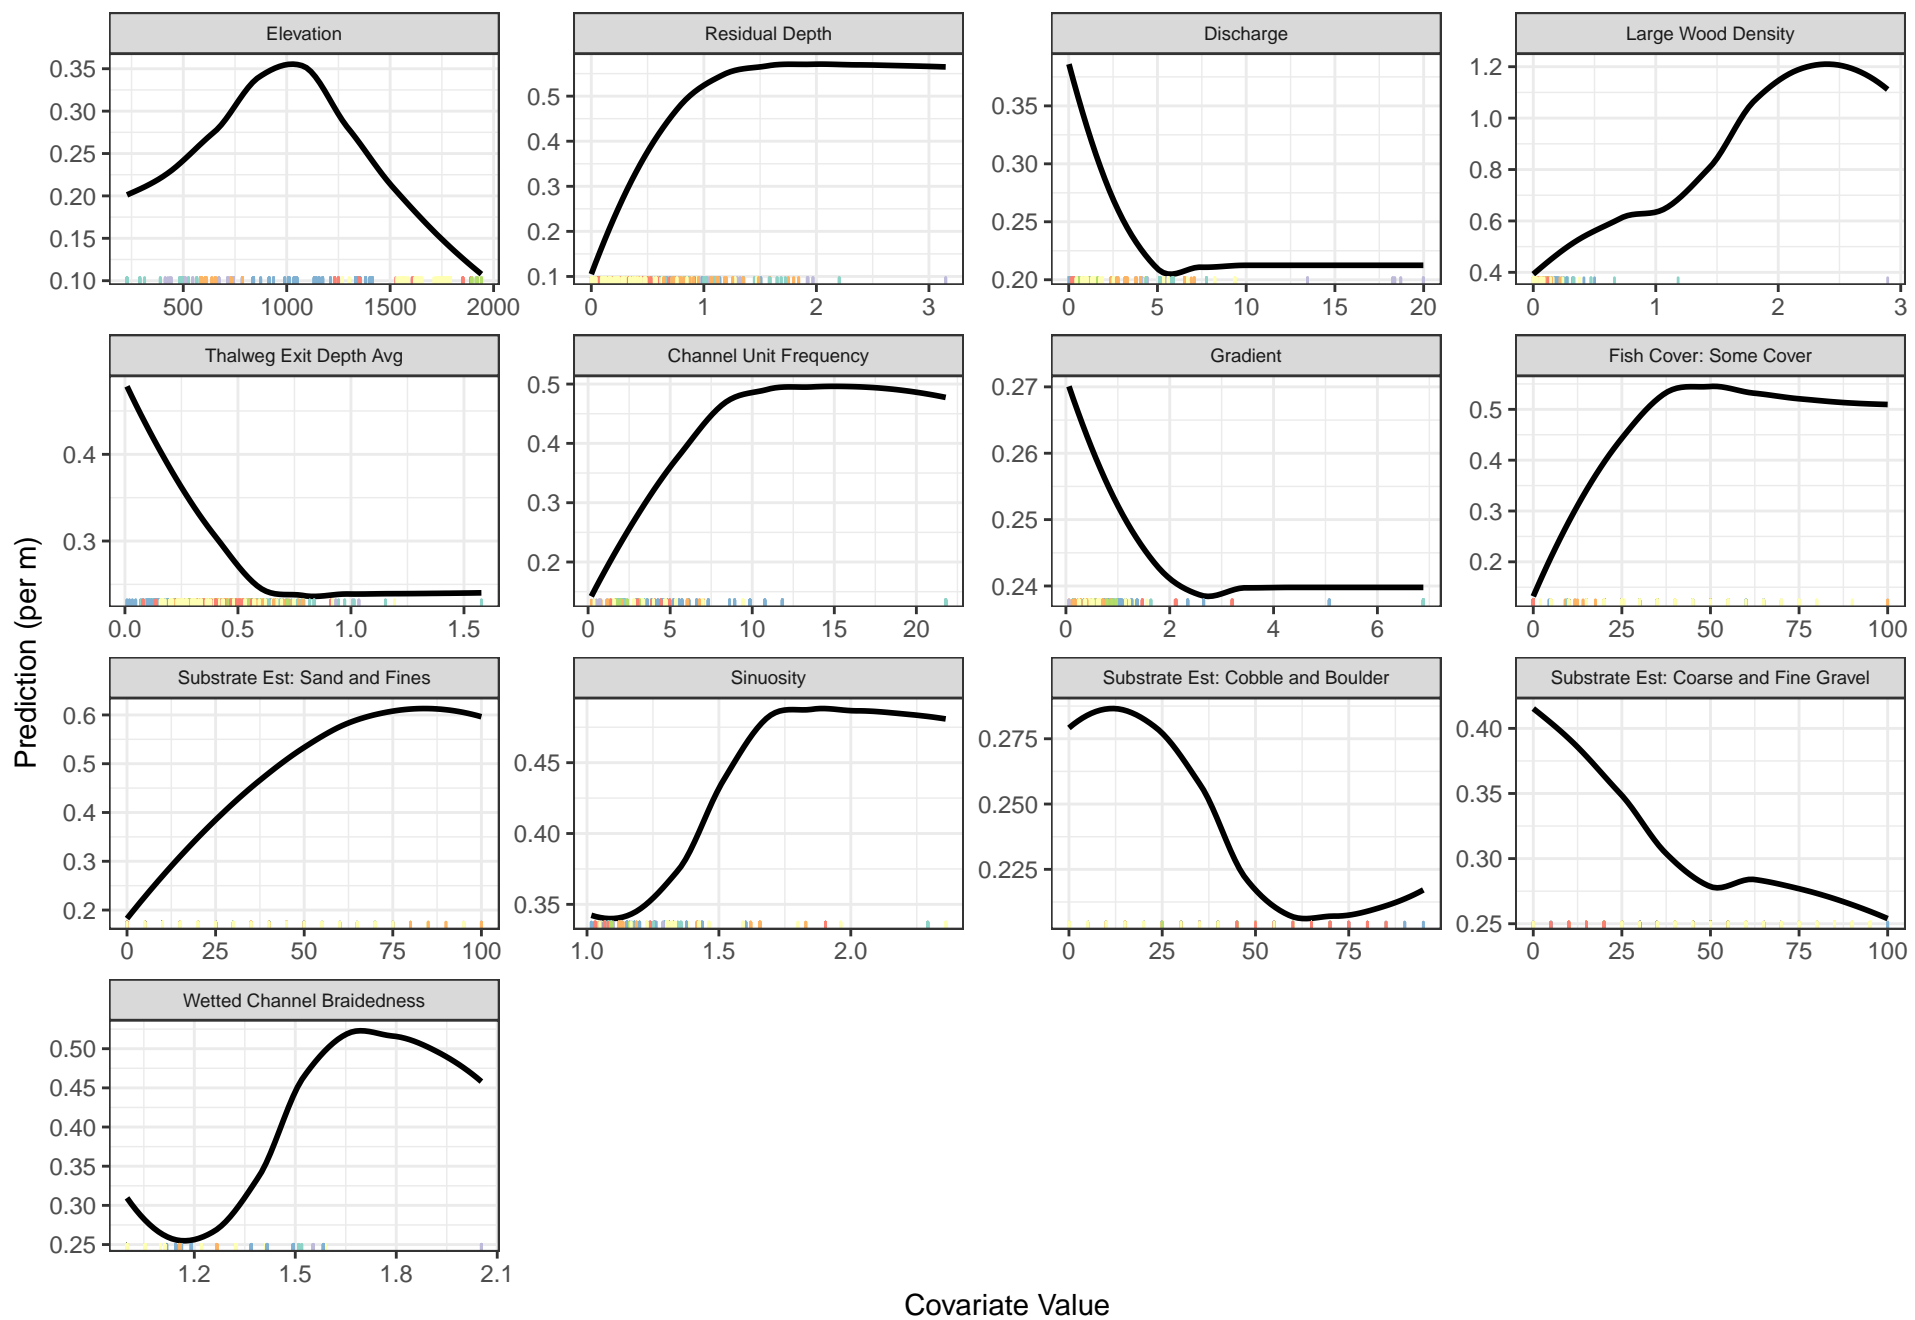 Elevation
Residual Depth
Discharge
Large Wood Density
0.35
0.30
0.25
0.20
0.15
0.10
500 1000 1500 2000
0.5
0.4
0.3
0.2
0.1
0 1 2 3
0.35
0.30
0.25
0.20
0 5 10 15 20
1.2
1.0
0.8
0.6
0.4
0 1 2 3
Thalweg Exit Depth Avg
Channel Unit Frequency
Gradient
Fish Cover: Some Cover
0.4
0.3
0.0 0.5 1.0 1.5
0.5
0.4
0.3
0.2
0 5 10 15 20
0.27
0.26
0.25
0.24
0 2 4 6
0.5
0.4
0.3
0.2
0 25 50 75 100
Prediction (per m)
Substrate Est: Sand and Fines
Sinuosity
Substrate Est: Cobble and Boulder
Substrate Est: Coarse and Fine Gravel
0.6
0.5
0.4
0.3
0.2
0 25 50 75 100
0.45
0.40
0.35
1.0 1.5 2.0
0.275
0.250
0.225
0 25 50 75
0.40
0.35
0.30
0.25
0 25 50 75 100
Wetted Channel Braidedness
0.50
0.45
0.40
0.35
0.30
0.25
1.2 1.5 1.8 2.1
Covariate Value